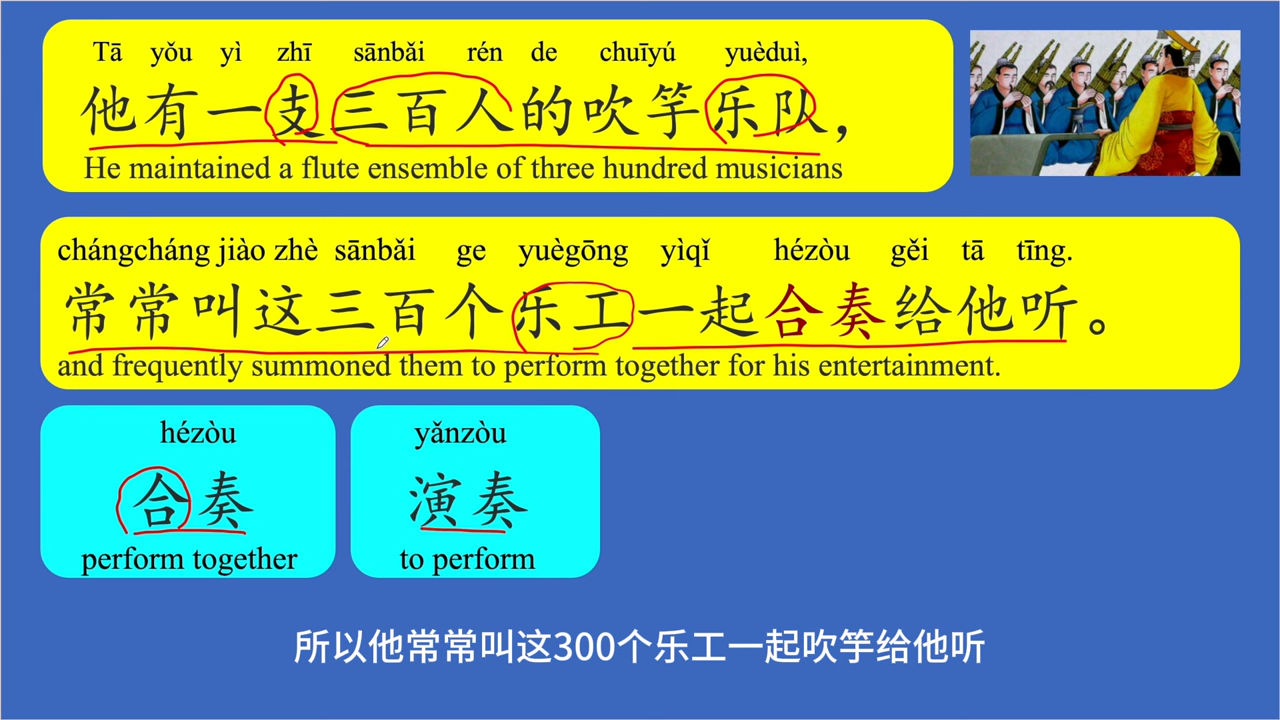 Tā yǒu yì zhī sānbǎi rén de chuīyú yuèduì,
他有一支三百人的吹竽乐队，
He maintained a flute ensemble of three hundred musicians
chángcháng jiào zhè sānbǎi ge yuègōng yìqǐ hézòu gěi tā tīng.
常常叫这三百个乐工一起合奏给他听。
and frequently summoned them to perform together for his entertainment.
hézòu
合奏
perform together
yǎnzòu
演奏
to perform
所以他常常叫这300个乐工一起吹竽给他听